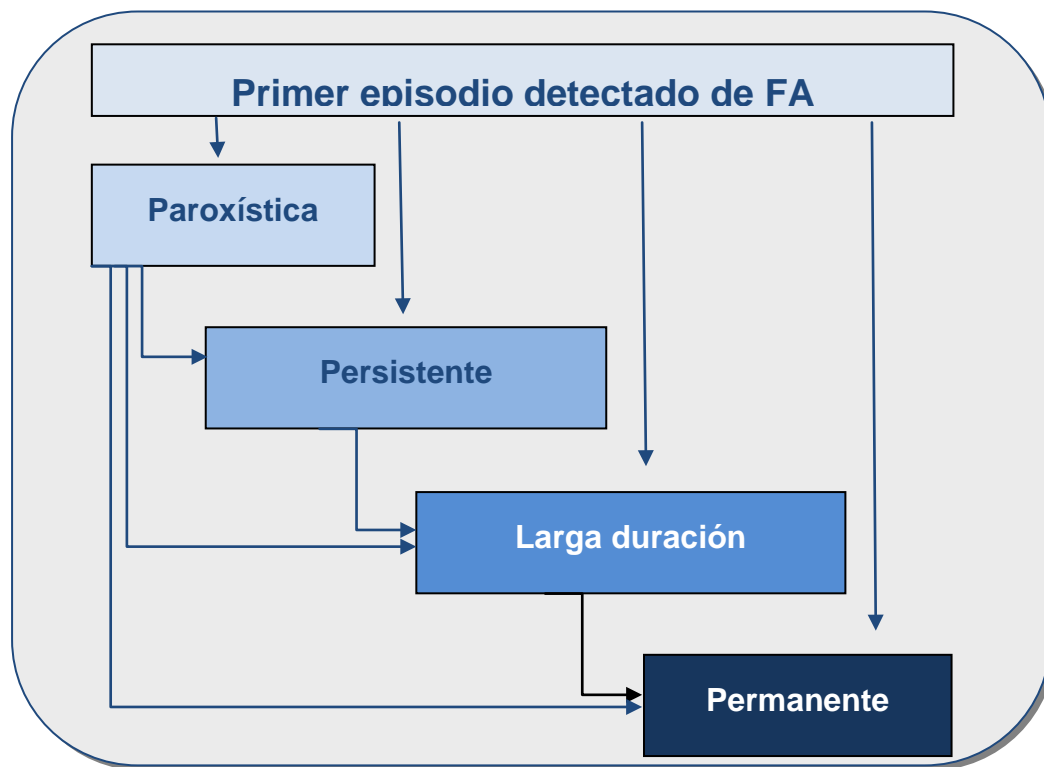 Primer episodio detectado de FA
Paroxística
Persistente
Larga duración
Permanente